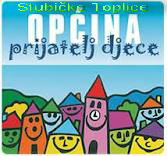 Stubičke Toplice
OPĆINA
prijatelj djece